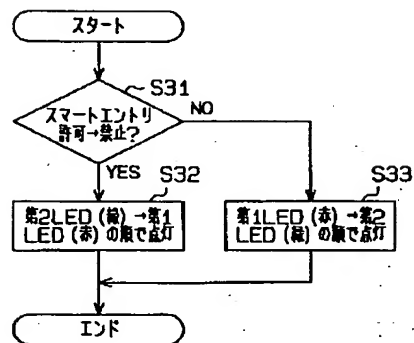 スタート
S31
スマートエントリ
許可→禁止?
NO
YES
S32
第2LED (緑) →第1
LED (赤) の順で点灯
S33
第1LED (赤) →第2
LED (緑) の順で点灯
エンド